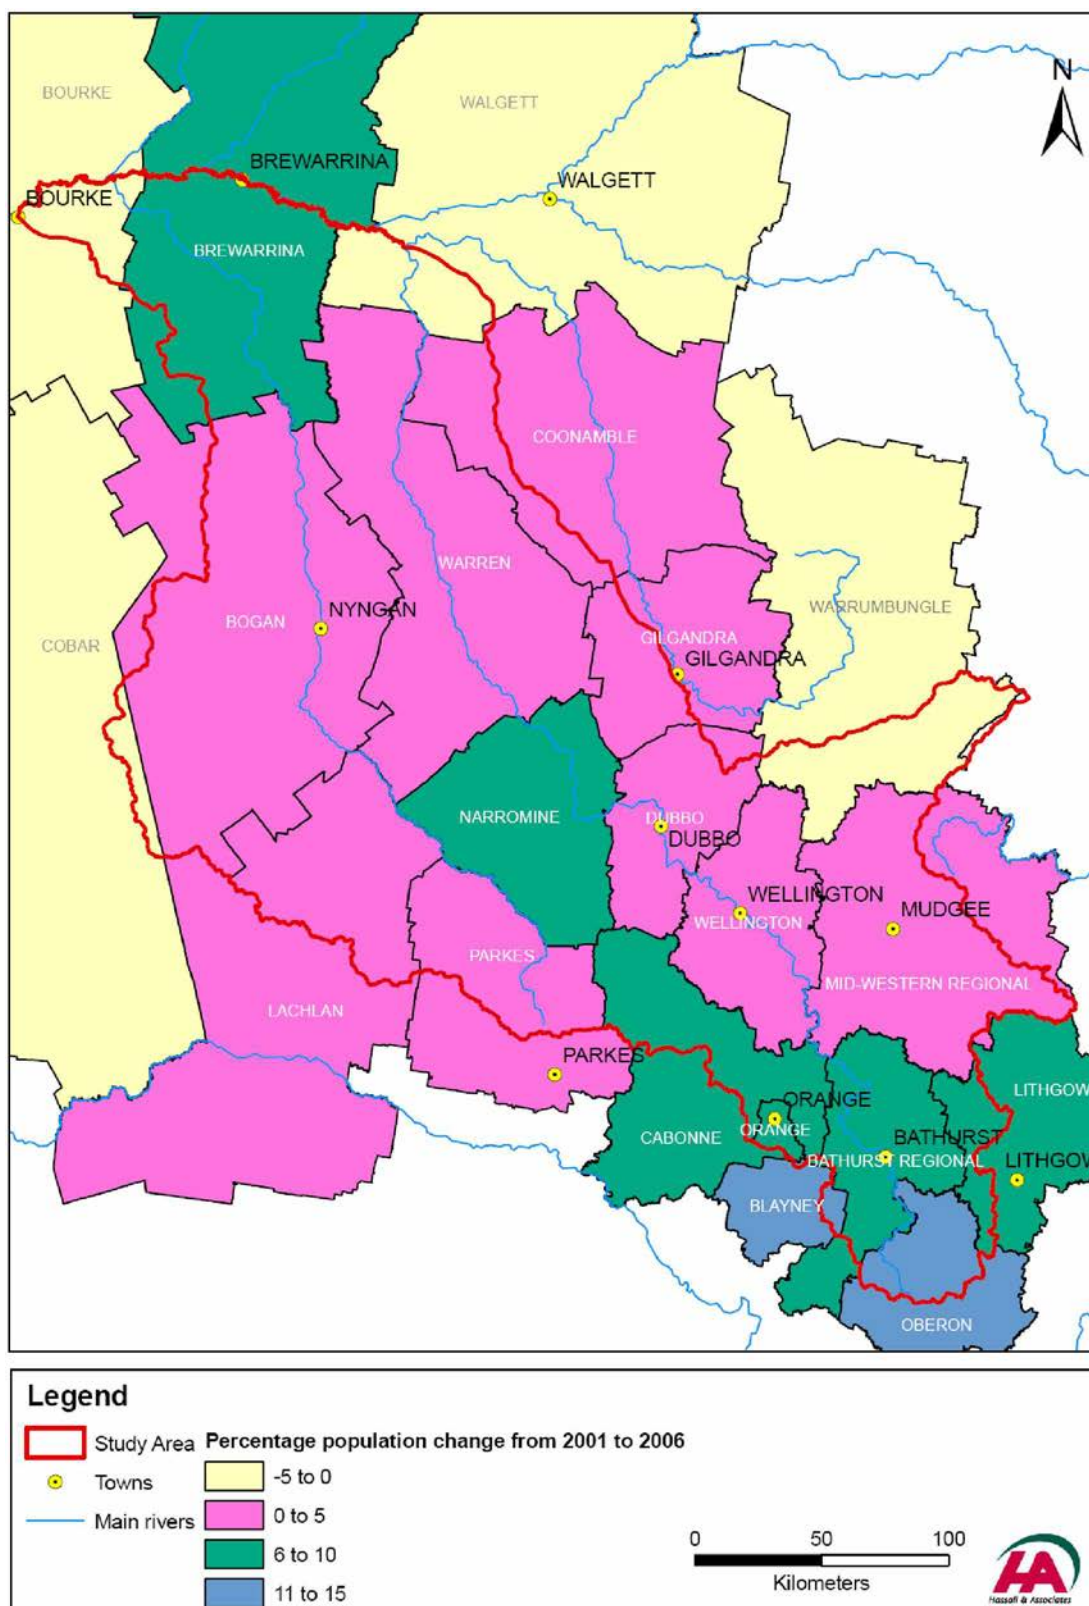 N
BOURKE
WALGETT
BREWARRINA
WALGETT
BOURKE
BREWARRINA
COONAMBLE
WARREN
WARRUMBUNGLE
NYNGAN
BOGAN
GILGANDRA
GILGANDRA
COBAR
NARROMINE
DUBBO
DUBBO
WELLINGTON
WELLINGTON
MUDGEE
PARKES
MID-WESTERN REGIONAL
LACHLAN
PARKES
LITHGOW
ORANGE
ORANGE
CABONNE
BATHURST
BATHURST REGIONAL
LITHGOW
BLAYNEY
OBERON
Legend
Study Area
Towns
Main rivers
Percentage population change from 2001 to 2006
-5 to 0
0 to 5
6 to 10
11 to 15
0 50 100
Kilometers
HA
Hassall & Associates